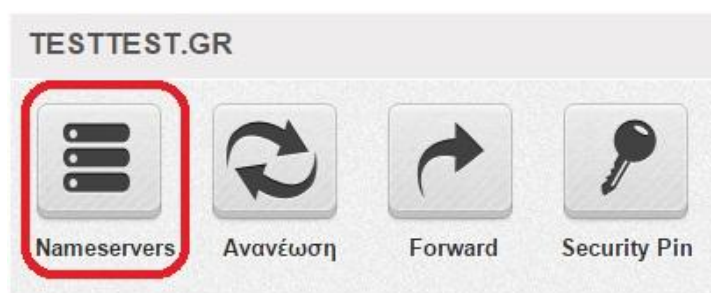 TESTTEST.GR
Nameservers Ανανέωση Forward Security Pin